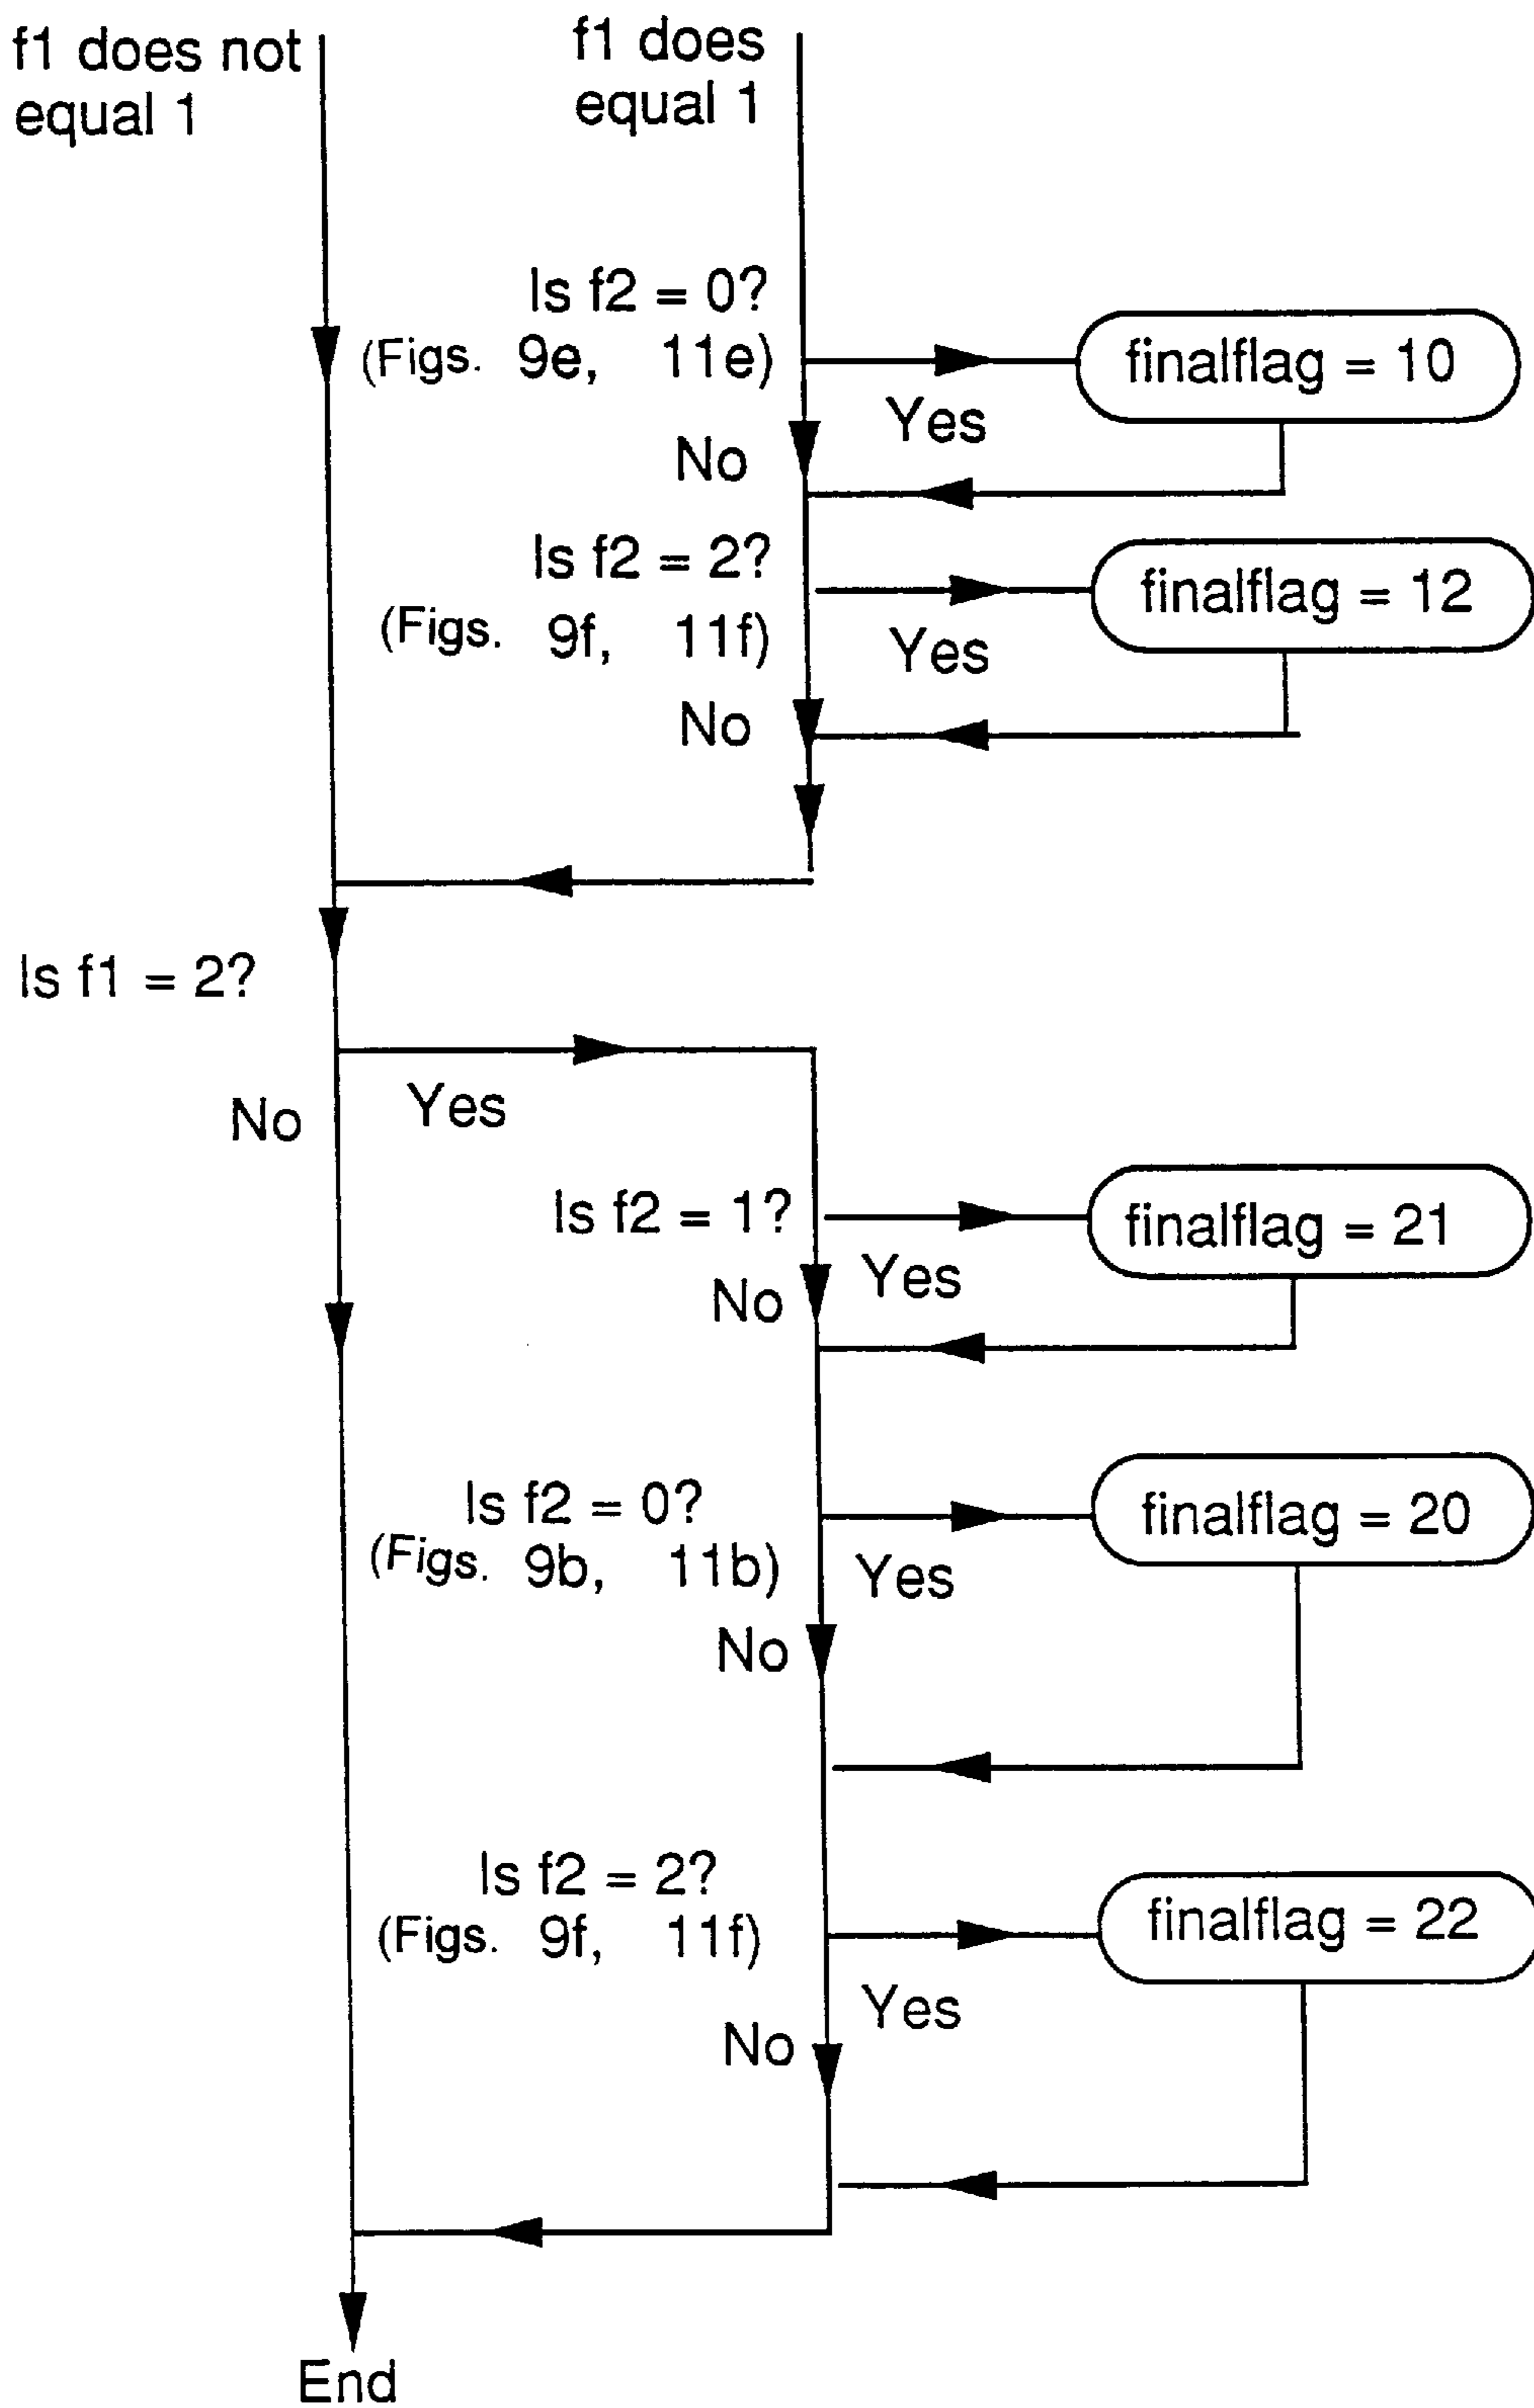 f1 does not
equal 1
f1 does
equal 1
Is f2 = 0?
(Figs. 9e, 11e)
finalflag = 10
Yes
No
Is f2 = 2?
(Figs. 9f, 11f)
finalflag = 12
Yes
No
Is f1 = 2?
No
Yes
Is f2 = 1?
finalflag = 21
Yes
No
Is f2 = 0?
(Figs. 9b, 11b)
finalflag = 20
Yes
No
Is f2 = 2?
(Figs. 9f, 11f)
finalflag = 22
Yes
No
End